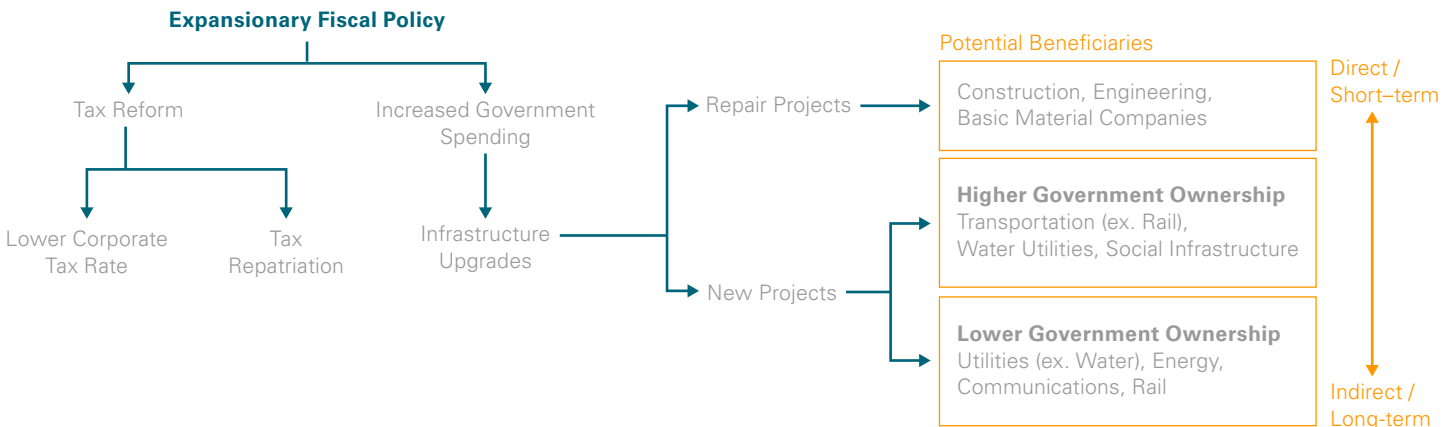 Expansionary Fiscal Policy
Tax Reform
Increased Government
Spending
Lower Corporate
Tax Rate
Tax
Repatriation
Infrastructure
Upgrades
Repair Projects
New Projects
Potential Beneficiaries
Construction, Engineering,
Basic Material Companies
Higher Government Ownership
Transportation (ex. Rail),
Water Utilities, Social Infrastructure
Lower Government Ownership
Utilities (ex. Water), Energy,
Communications, Rail
Direct /
Short–term
Indirect /
Long-term